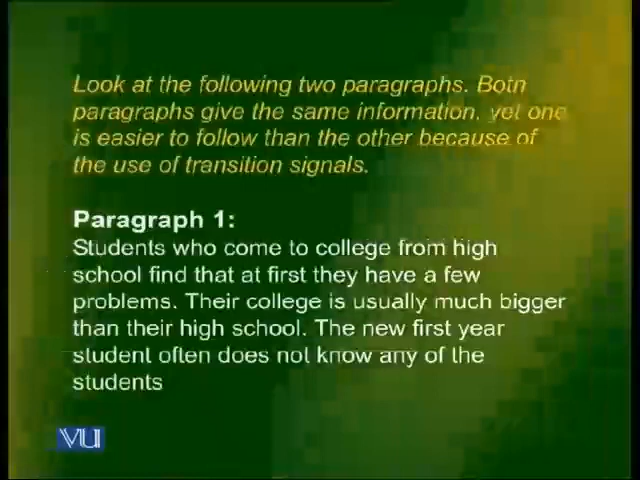 Look at the following two paragraphs. Both
paragraphs give the same information, yet one
is easier to follow than the other because of
the use of transition signals.
Paragraph 1:
Students who come to college from high
school find that at first they have a few
problems. Their college is usually much bigger
than their high school. The new first year
student often does not know any of the
students
VU